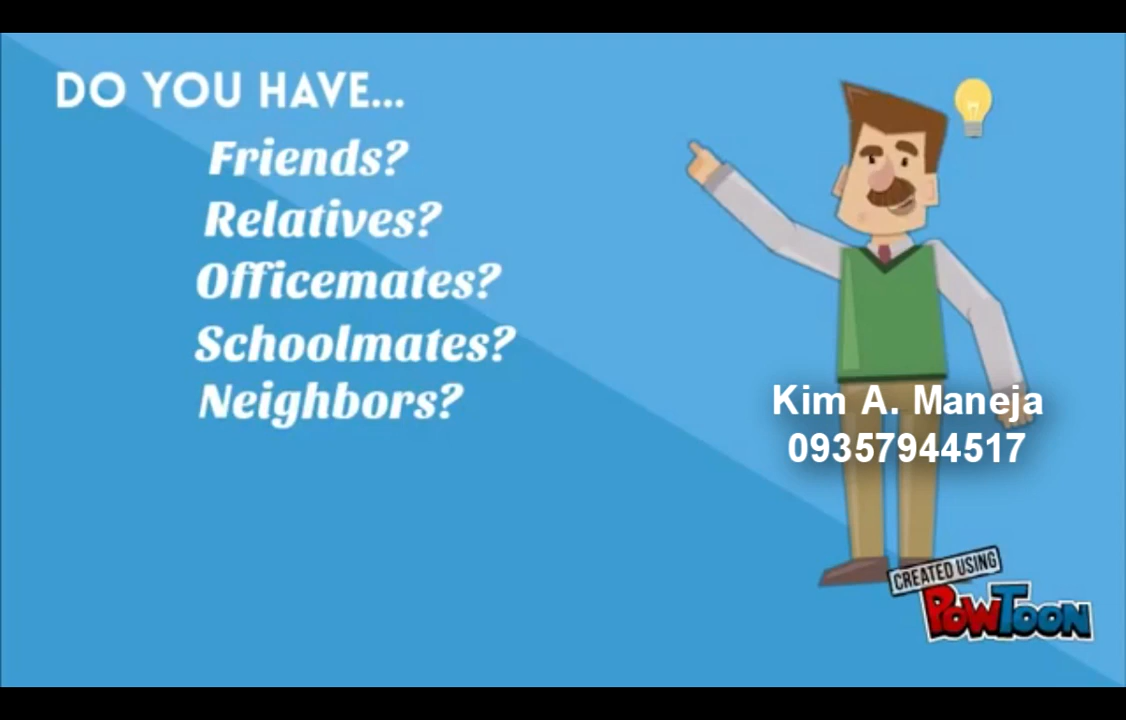 DO YOU HAVE...
Friends?
Relatives?
Officemates?
Schoolmates?
Neighbors?
Kim A. Maneja
09357944517
CREATED USING
POWTOON